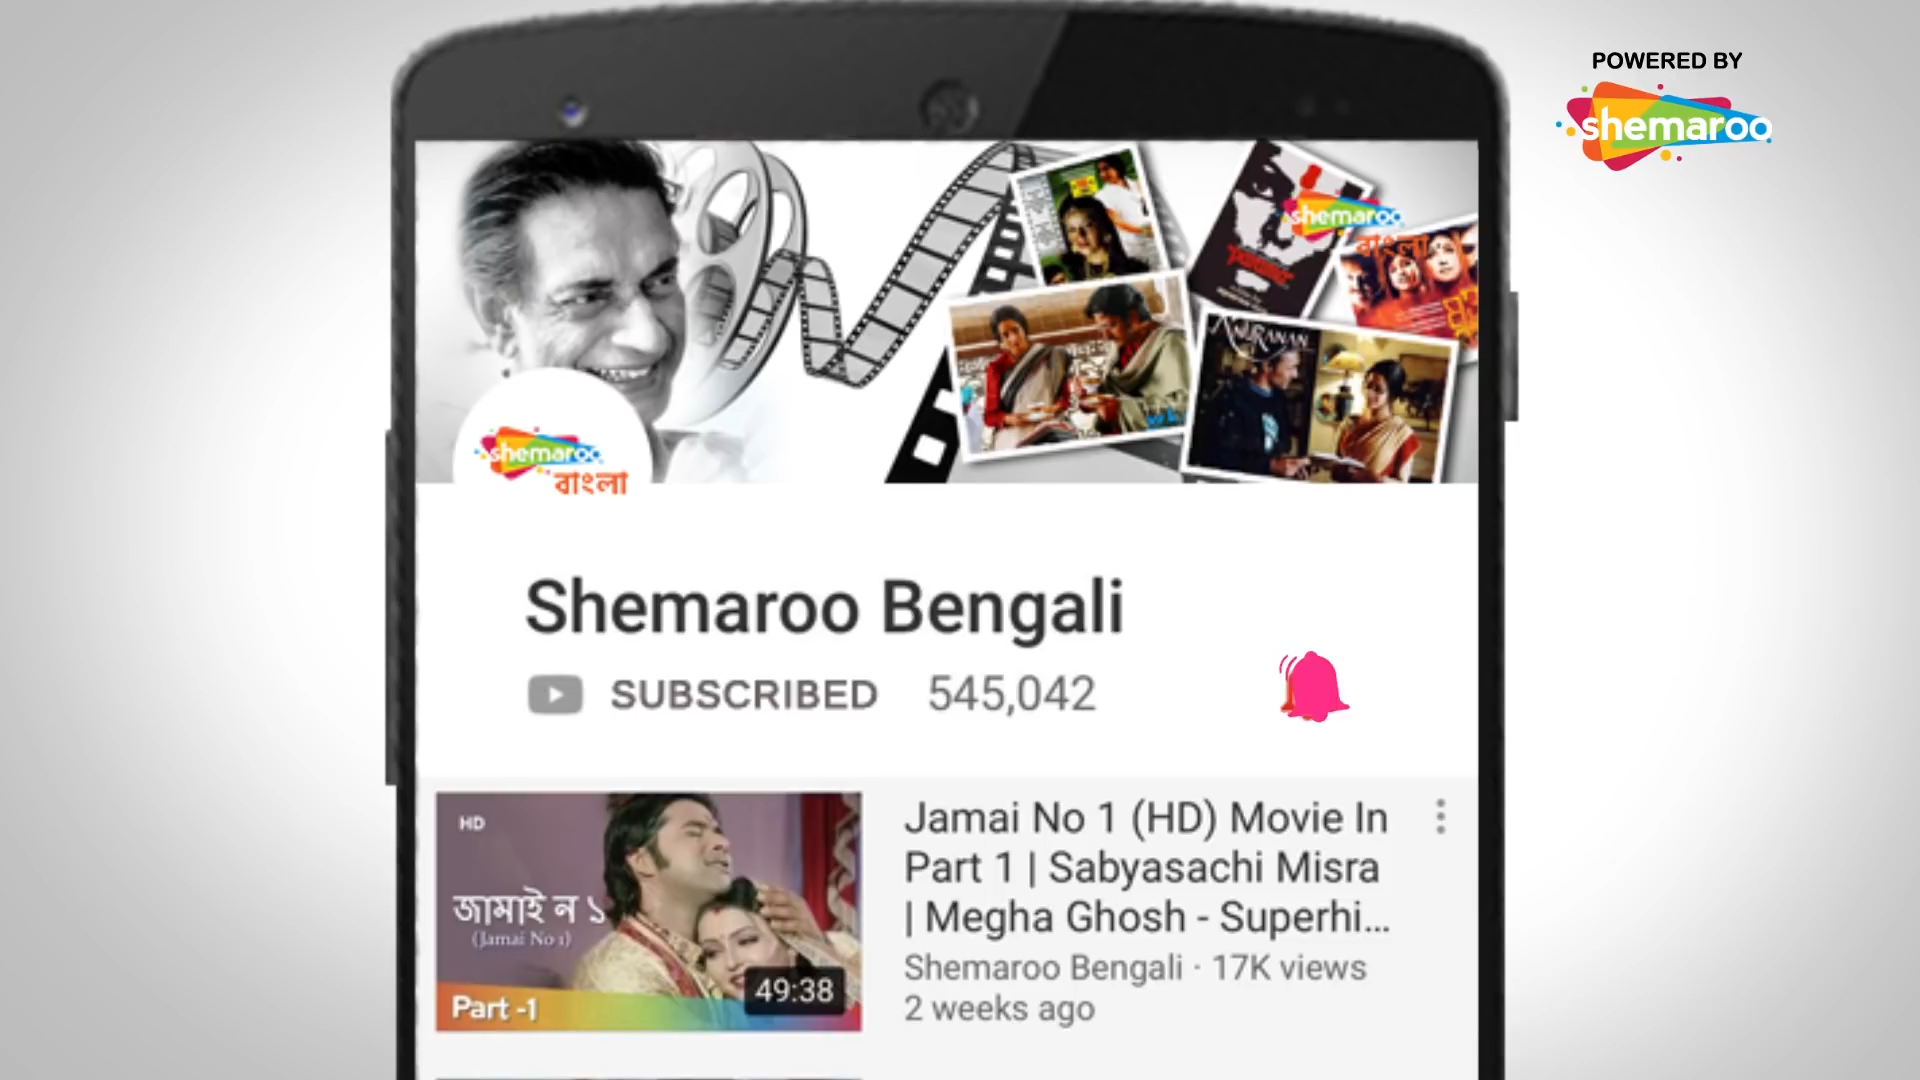 POWERED BY
shemaroo
shemaroo
বাংলা
ANURANAN
shemaroo
বাংলা
Shemaroo Bengali
SUBSCRIBED 545,042
HD
জামাই ন ১
(Jamai No 1)
Part -1
49:38
Jamai No 1 (HD) Movie In
Part 1 | Sabyasachi Misra
| Megha Ghosh - Superhi...
Shemaroo Bengali · 17K views
2 weeks ago